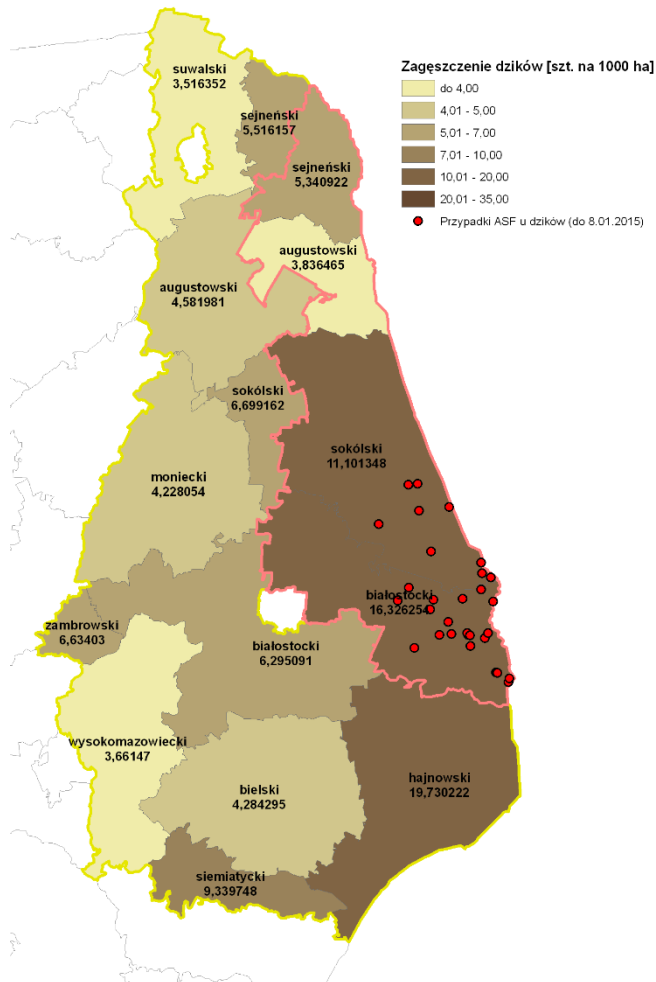 Zagęszczenie dzików [szt. na 1000 ha]
do 4,00
4,01 - 5,00
5,01 - 7,00
7,01 - 10,00
10,01 - 20,00
20,01 - 35,00
Przypadki ASF u dzików (do 8.01.2015)
suwalski
3,516352
sejneński
5,516157
sejneński
5,340922
augustowski
3,836465
augustowski
4,581981
sokólski
6,699162
sokólski
11,101348
moniecki
4,228054
białostocki
16,326254
zambrowski
6,63403
białostocki
6,295091
wysokomazowiecki
3,66147
hajnowski
19,730222
bielski
4,284295
siemiatycki
9,339748